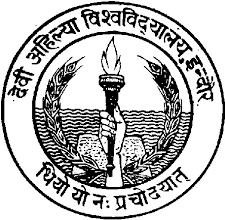 देवी अहिल्या विश्वविद्यालय, इन्दौर
धियो यो नः प्रचोदयात्